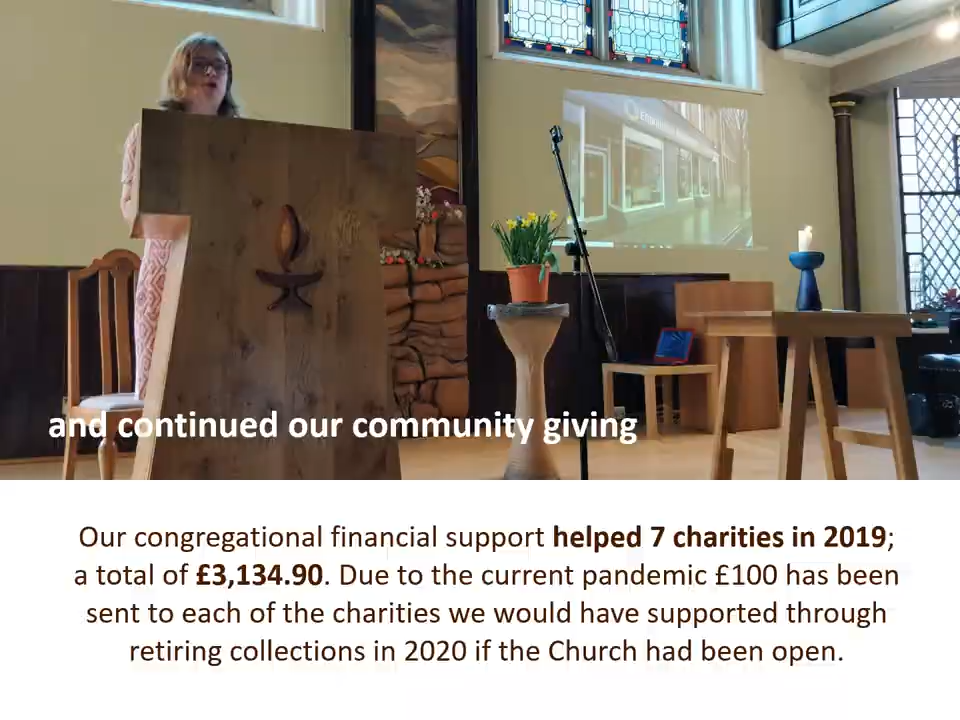 and continued our community giving
Our congregational financial support helped 7 charities in 2019;
a total of £3,134.90. Due to the current pandemic £100 has been
sent to each of the charities we would have supported through
retiring collections in 2020 if the Church had been open.